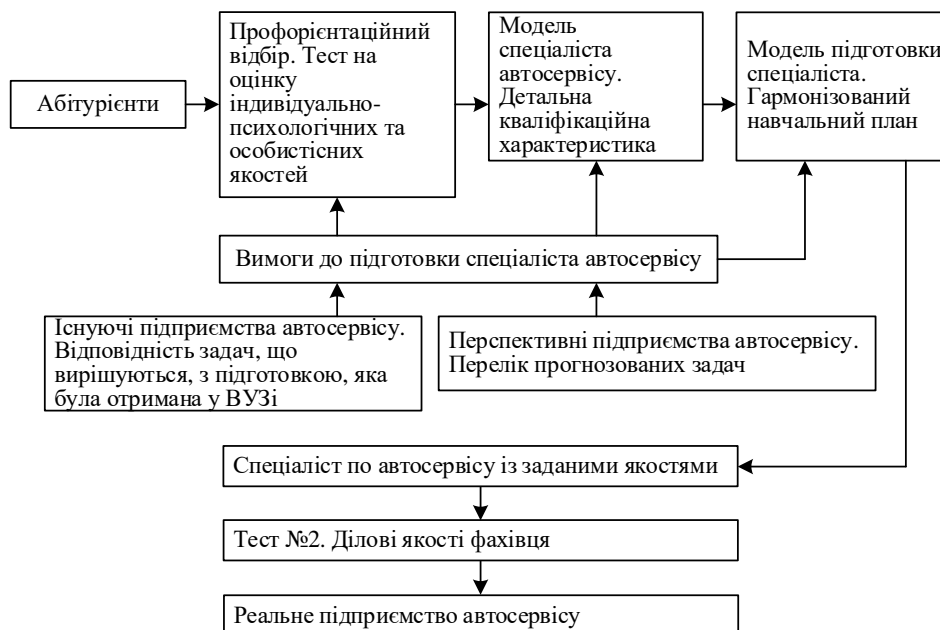 Абітурієнти
Профорієнтаційний
відбір. Тест на
оцінку
індивідуально-
психологічних та
особистісних
якостей
Модель
спеціаліста
автосервісу.
Детальна
кваліфікаційна
характеристика
Модель підготовки
спеціаліста.
Гармонізований
навчальний план
Вимоги до підготовки спеціаліста автосервісу
Існуючі підприємства автосервісу.
Відповідність задач, що
вирішуються, з підготовкою, яка
була отримана у ВУЗі
Перспективні підприємства автосервісу.
Перелік прогнозованих задач
Спеціаліст по автосервісу із заданими якостями
Тест №2. Ділові якості фахівця
Реальне підприємство автосервісу